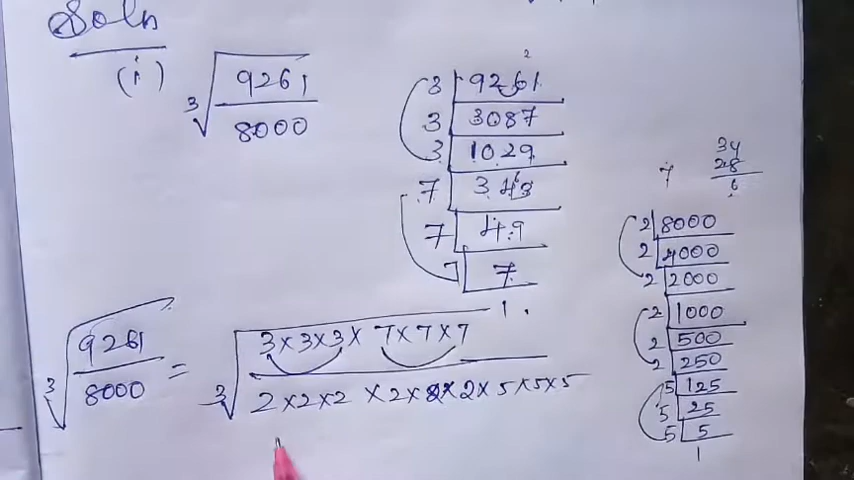 Soln
(i) ∛(9261/8000)
3 | 9261
3 | 3087
3 | 1029
7 | 343
7 | 49
7 | 7
1.
7
34
28
6
2 | 8000
2 | 4000
2 | 2000
2 | 1000
2 | 500
2 | 250
5 | 125
5 | 25
5 | 5
1
∛(9261/8000) = ∛(3×3×3×7×7×7 / 2×2×2×2×2×2×5×5×5)